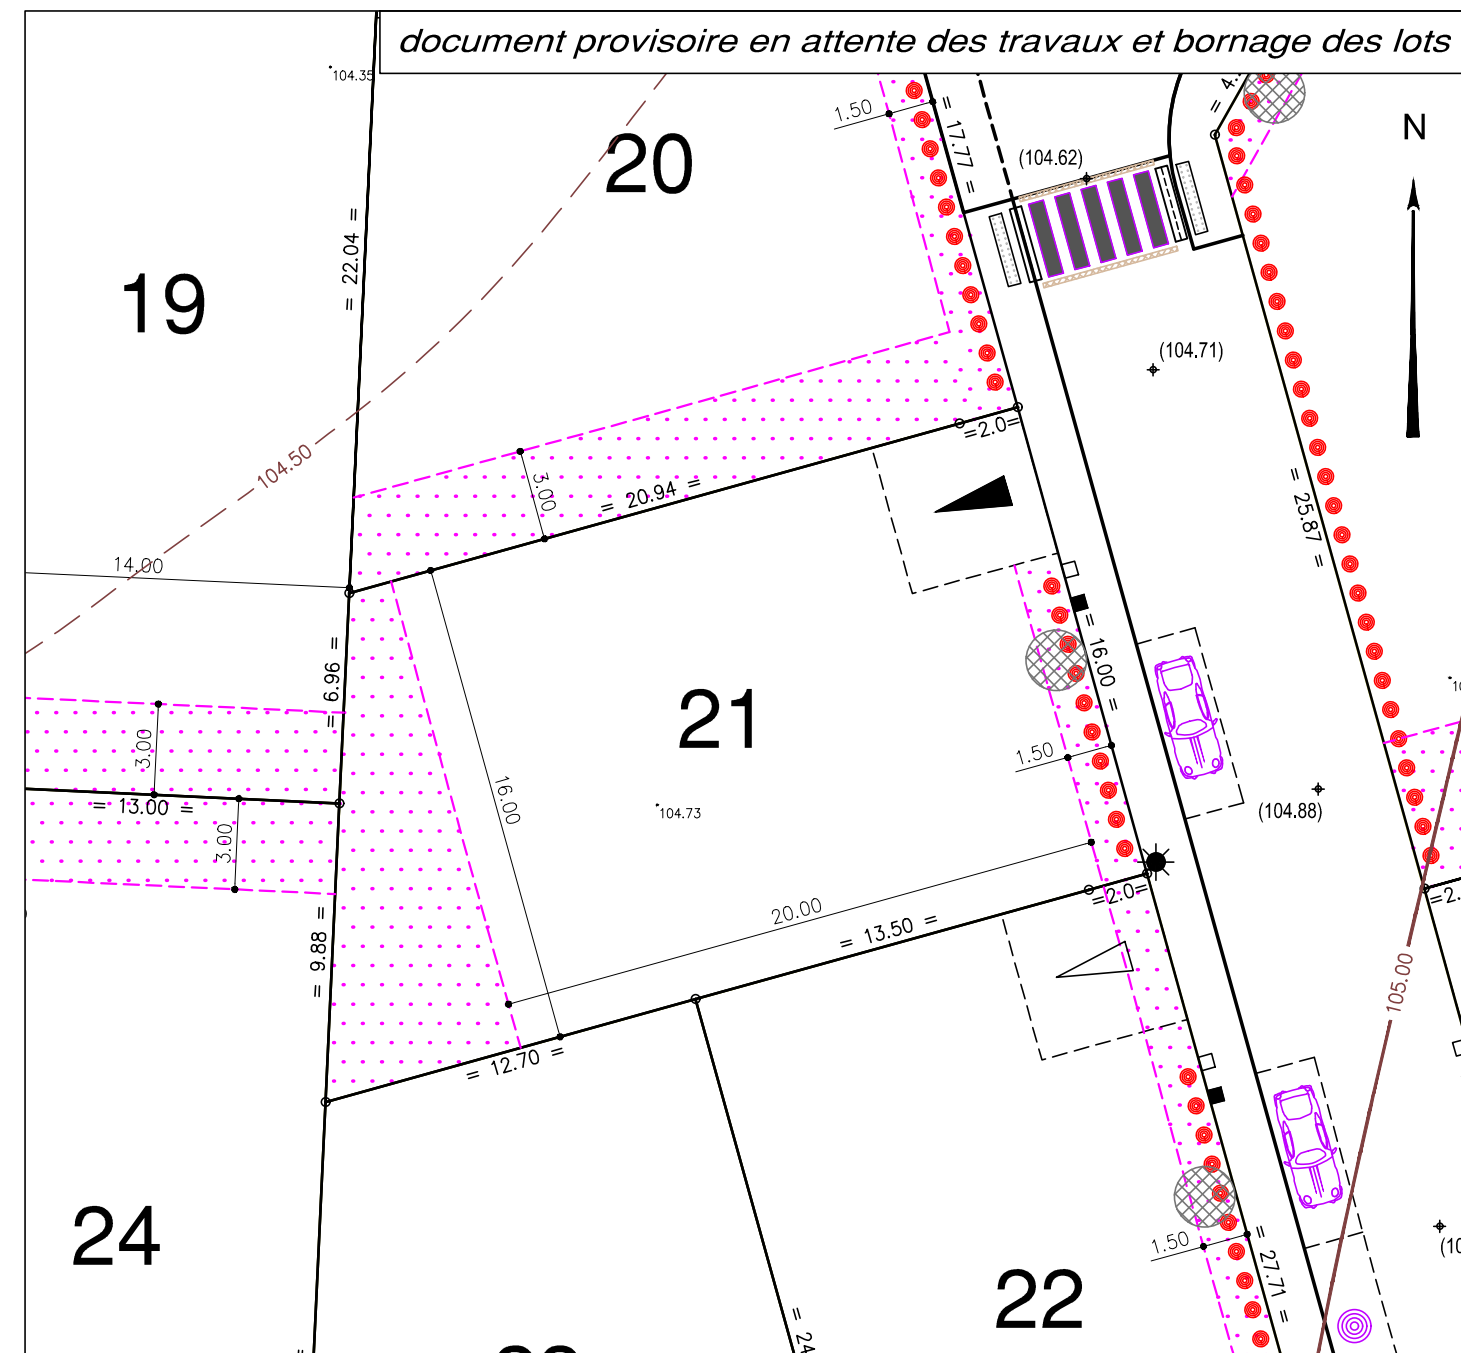 document provisoire en attente des travaux et bornage des lots
104.35
20
1.50
= 17.77 =
(104.62)
N
19
= 22.04 =
(104.71)
=2.0=
104.50
3.00
= 20.94 =
= 25.87 =
14.00
= 6.96 =
21
= 16.00 =
3.00
1.50
16.00
104.73
(104.88)
= 13.00 =
3.00
=2.0=
20.00
= 13.50 =
= 9.88 =
105.00
= 12.70 =
24
1.50
22
= 27.71 =